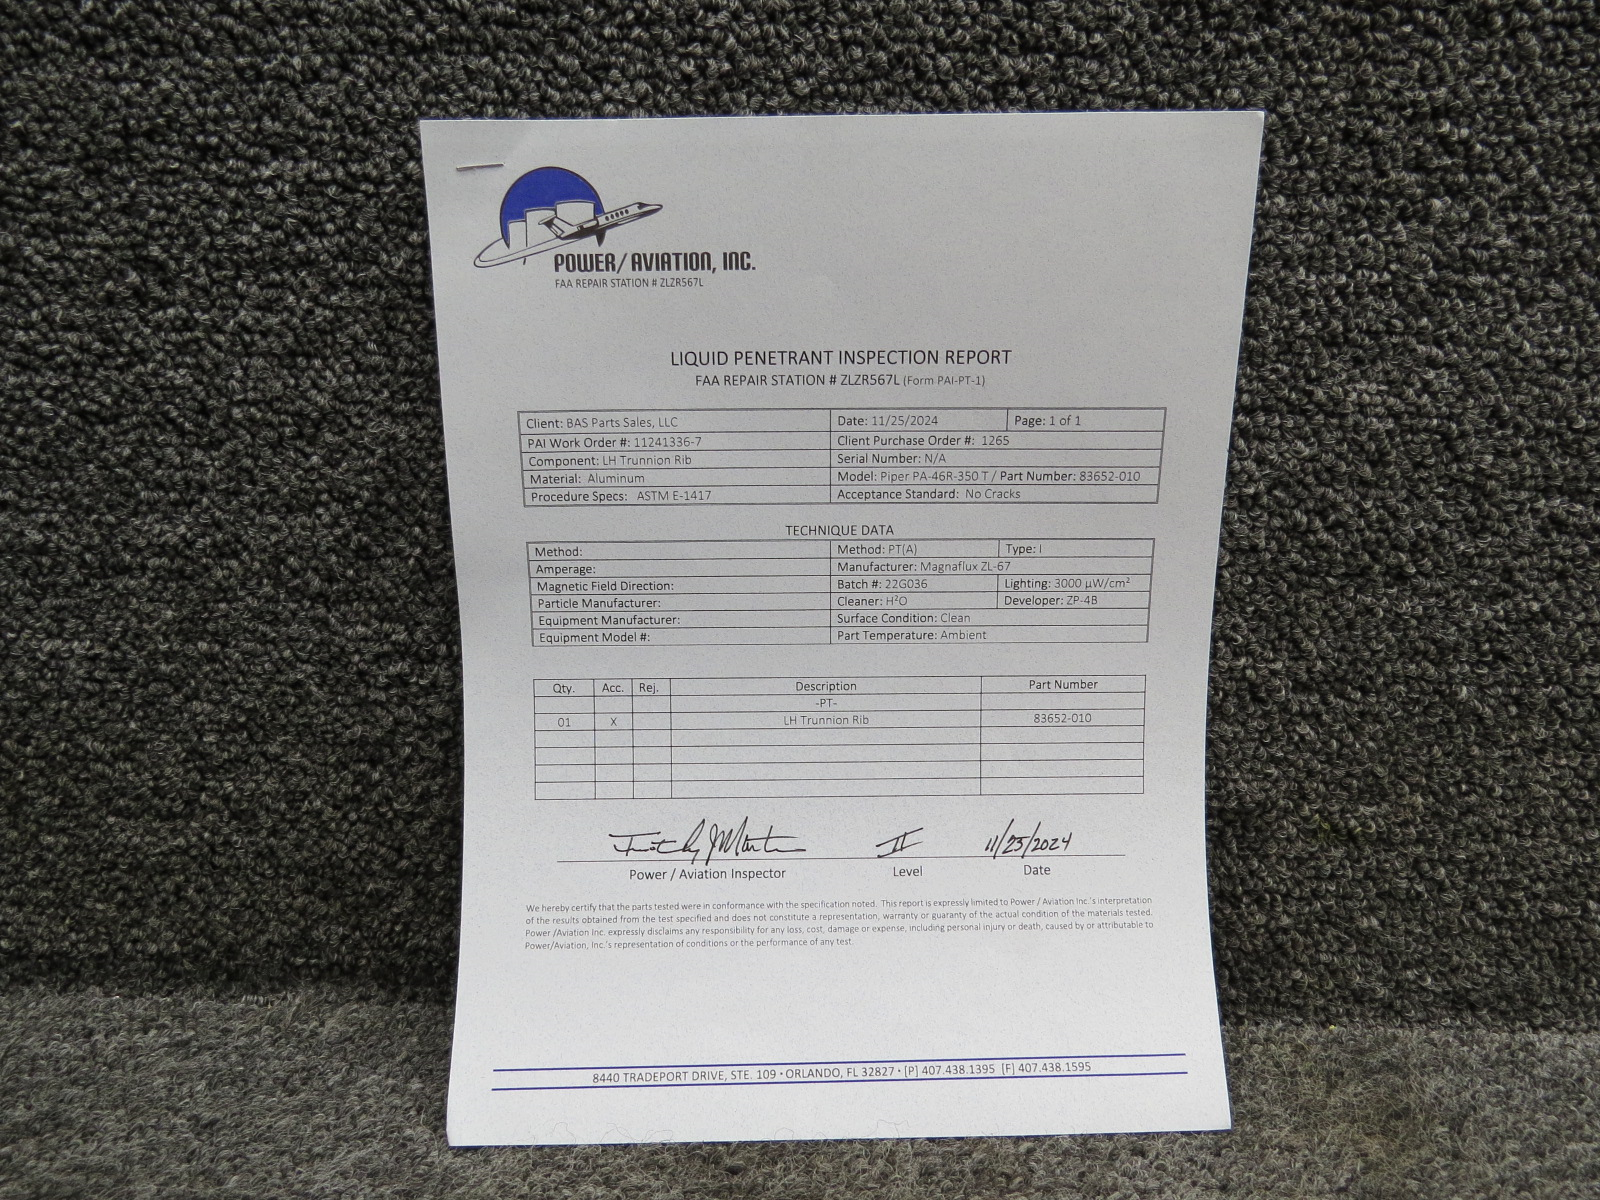 POWER/AVIATION, INC.
FAA REPAIR STATION # ZLZR567L
LIQUID PENETRANT INSPECTION REPORT
FAA REPAIR STATION # ZLZR567L (Form PAI-PT-1)
Client: BAS Parts Sales, LLC Date: 11/25/2024 Page: 1 of 1
PAI Work Order #: 11241336-7 Client Purchase Order #: 1265
Component: LH Trunnion Rib Serial Number: N/A
Material: Aluminum Model: Piper PA-46R-350 T / Part Number: 83652-010
Procedure Specs: ASTM E-1417 Acceptance Standard: No Cracks
TECHNIQUE DATA
Method: Method: PT(A) Type: I
Amperage: Manufacturer: Magnaflux ZL-67
Magnetic Field Direction: Batch #: 22G036 Lighting: 3000 µW/cm²
Particle Manufacturer: Cleaner: H²O Developer: ZP-4B
Equipment Manufacturer: Surface Condition: Clean
Equipment Model #: Part Temperature: Ambient
Qty. Acc. Rej. Description Part Number
-PT-
01 X LH Trunnion Rib 83652-010
Timothy J Martin II 11/25/2024
Power / Aviation Inspector Level Date
We hereby certify that the parts tested were in conformance with the specification noted. This report is expressly limited to Power / Aviation Inc.'s interpretation
of the results obtained from the test specified and does not constitute a representation, warranty or guaranty of the actual condition of the materials tested.
Power /Aviation Inc. expressly disclaims any responsibility for any loss, cost, damage or expense, including personal injury or death, caused by or attributable to
Power/Aviation, Inc.'s representation of conditions or the performance of any test.
8440 TRADEPORT DRIVE, STE. 109 • ORLANDO, FL 32827 • [P] 407.438.1395 [F] 407.438.1595